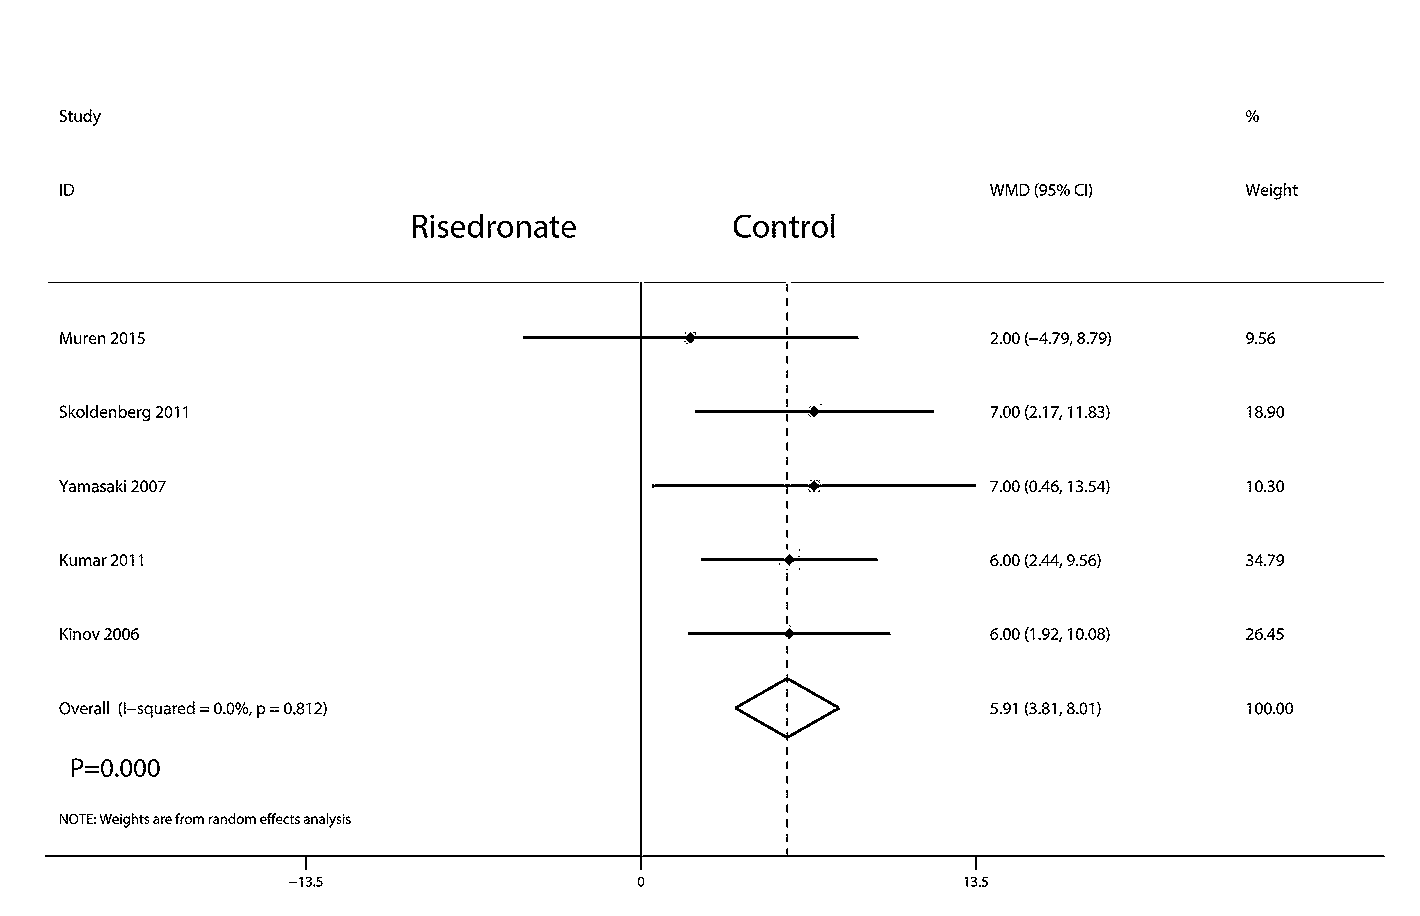 Study %
ID WMD (95% CI) Weight
Risedronate Control
Muren 2015 2.00 (−4.79, 8.79) 9.56
Skoldenberg 2011 7.00 (2.17, 11.83) 18.90
Yamasaki 2007 7.00 (0.46, 13.54) 10.30
Kumar 2011 6.00 (2.44, 9.56) 34.79
Kinov 2006 6.00 (1.92, 10.08) 26.45
Overall (I−squared = 0.0%, p = 0.812) 5.91 (3.81, 8.01) 100.00
P=0.000
NOTE: Weights are from random effects analysis
−13.5 0 13.5